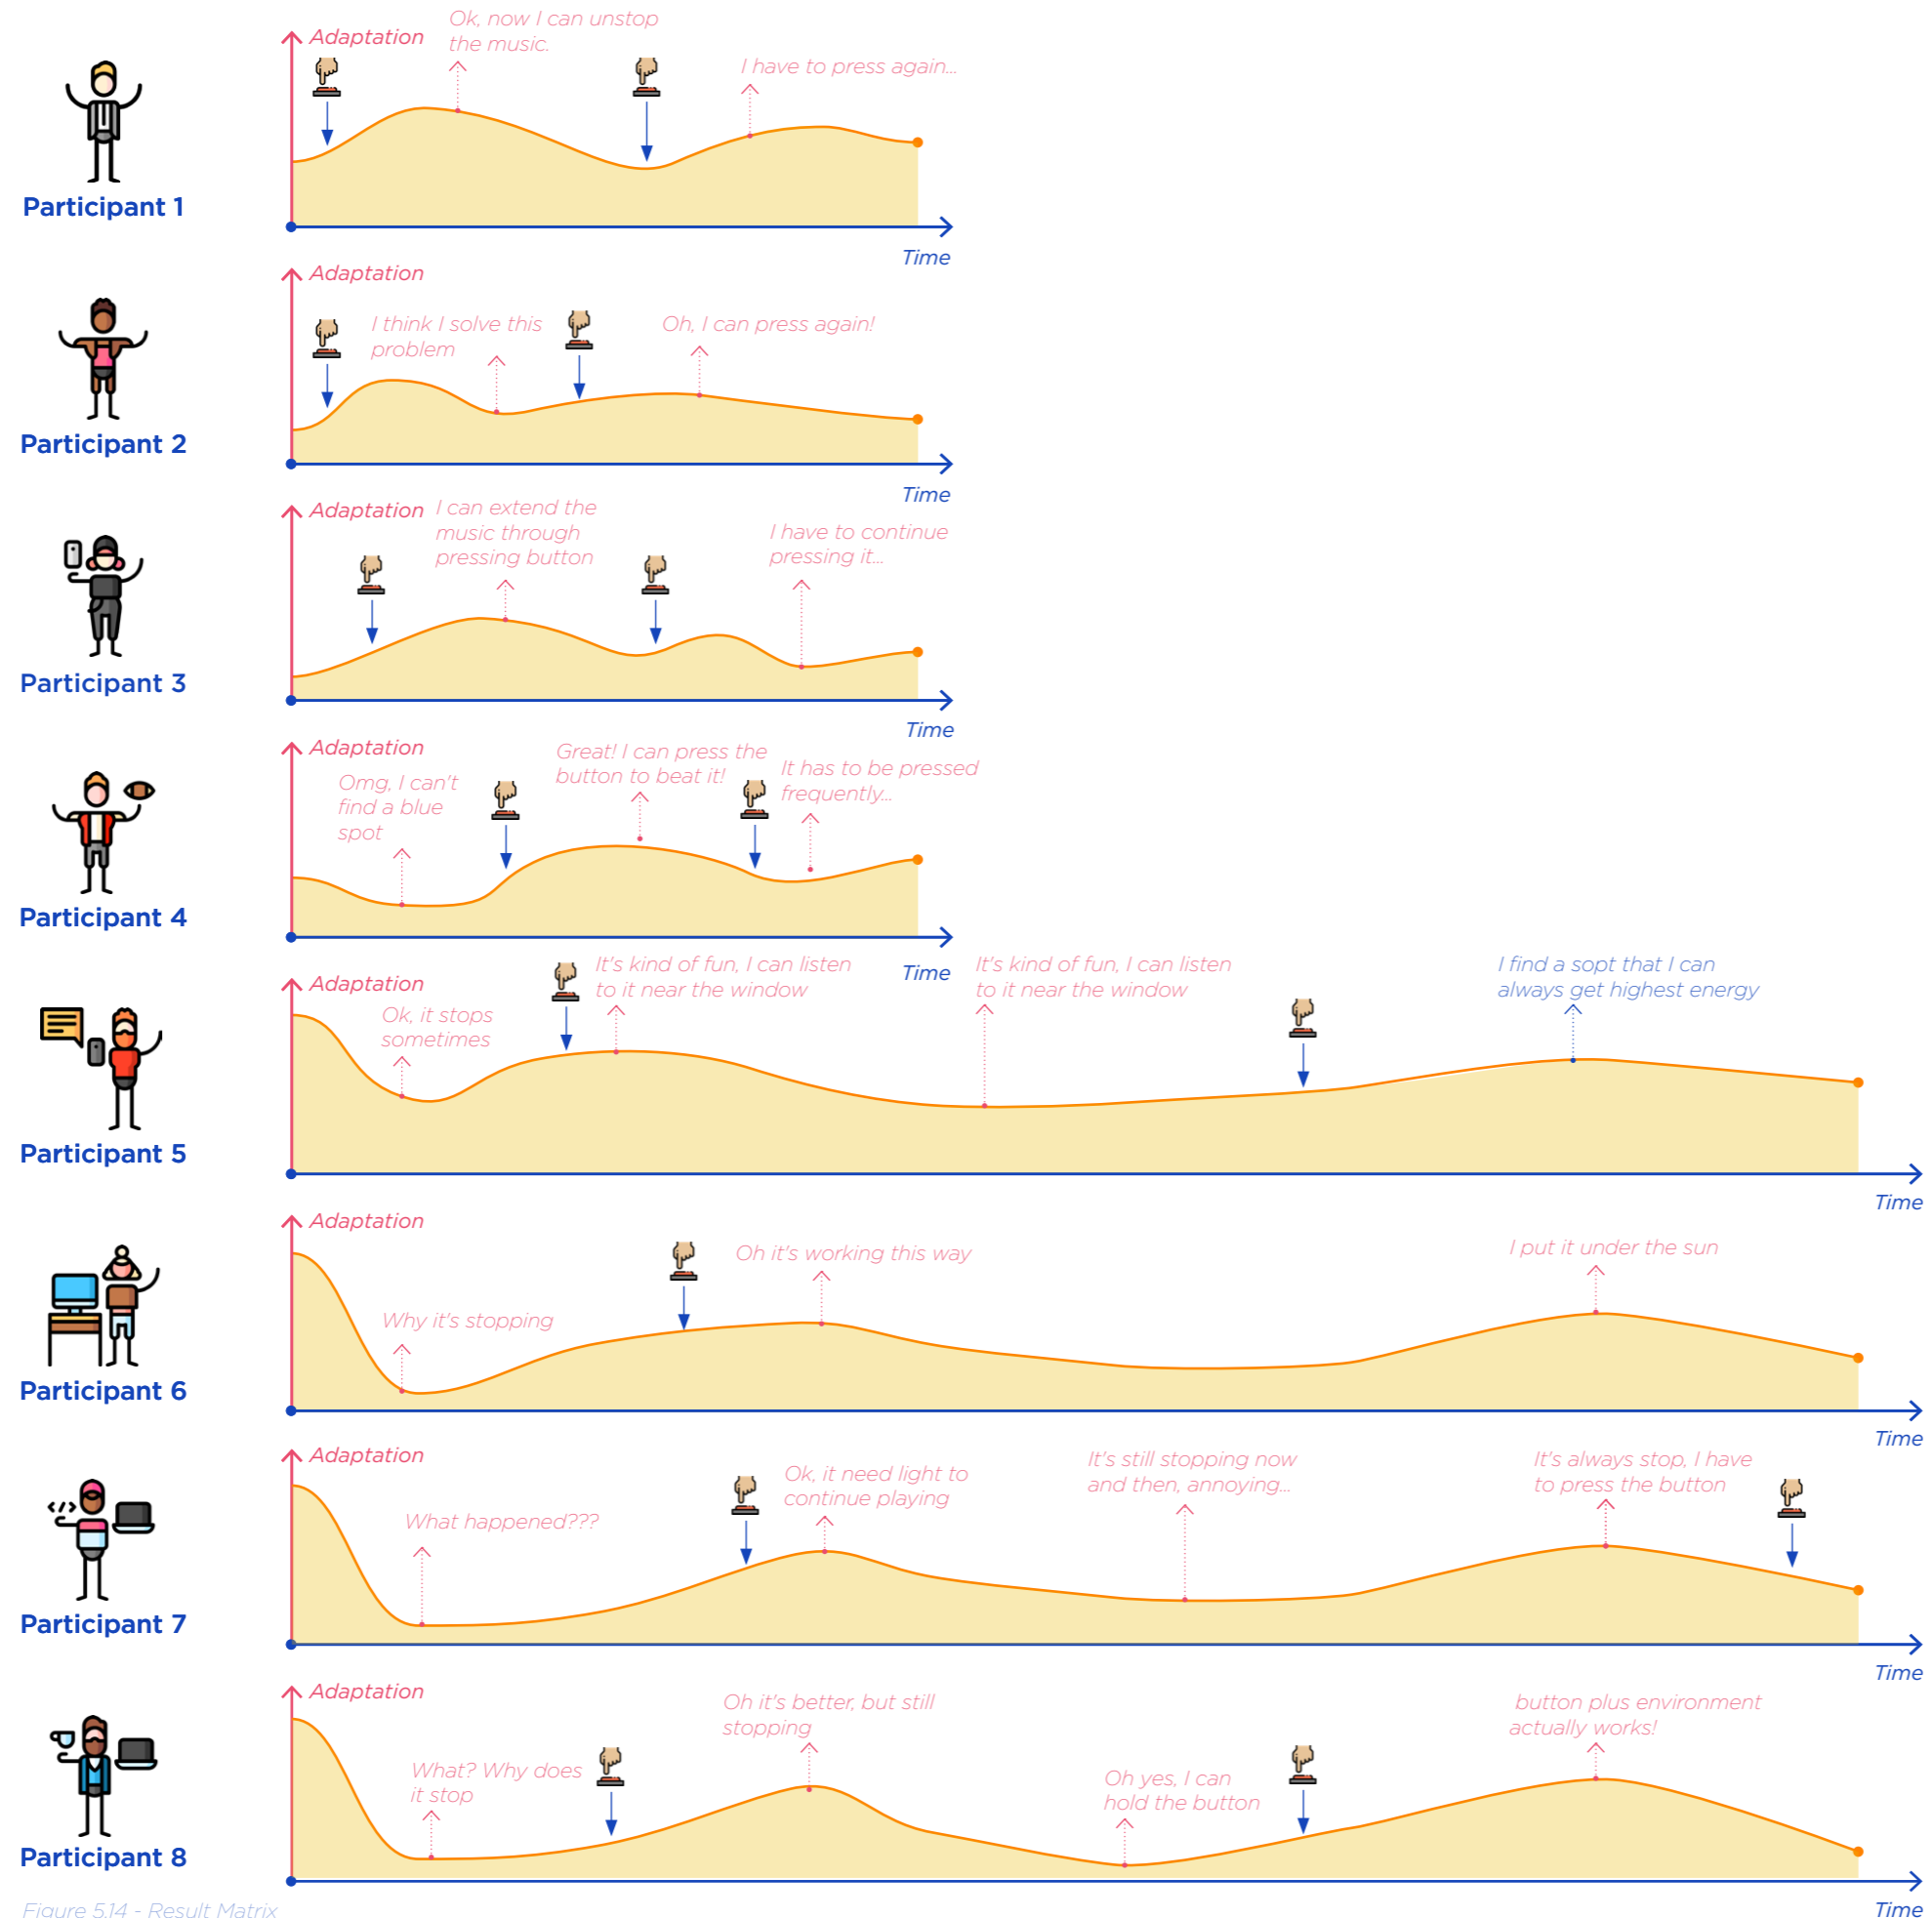 Adaptation
Ok, now I can unstop
the music.
I have to press again...
Participant 1
Time
Adaptation
I think I solve this
problem
Oh, I can press again!
Participant 2
Time
Adaptation
I can extend the
music through
pressing button
I have to continue
pressing it...
Participant 3
Time
Adaptation
Omg, I can't
find a blue
spot
Great! I can press the
button to beat it!
It has to be pressed
frequently...
Participant 4
Time
Adaptation
Ok, it stops
sometimes
It's kind of fun, I can listen
to it near the window
It's kind of fun, I can listen
to it near the window
I find a sopt that I can
always get highest energy
Participant 5
Time
Adaptation
Why it's stopping
Oh it's working this way
I put it under the sun
Participant 6
Time
Adaptation
What happened???
Ok, it need light to
continue playing
It's still stopping now
and then, annoying...
It's always stop, I have
to press the button
Participant 7
Time
Adaptation
What? Why does
it stop
Oh it's better, but still
stopping
Oh yes, I can
hold the button
button plus environment
actually works!
Participant 8
Time
Figure 5.14 - Result Matrix